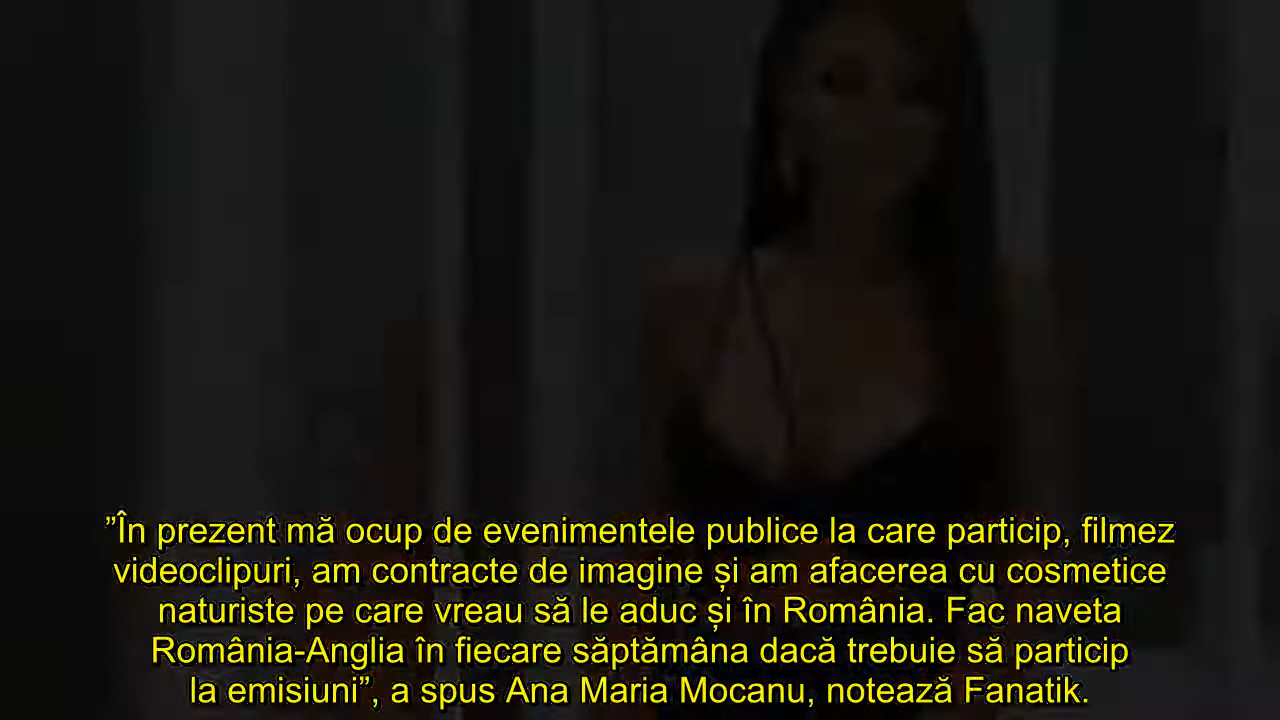 ”În prezent mă ocup de evenimentele publice la care particip, filmez
videoclipuri, am contracte de imagine și am afacerea cu cosmetice
naturiste pe care vreau să le aduc și în România. Fac naveta
România-Anglia în fiecare săptămâna dacă trebuie să particip
la emisiuni”, a spus Ana Maria Mocanu, notează Fanatik.